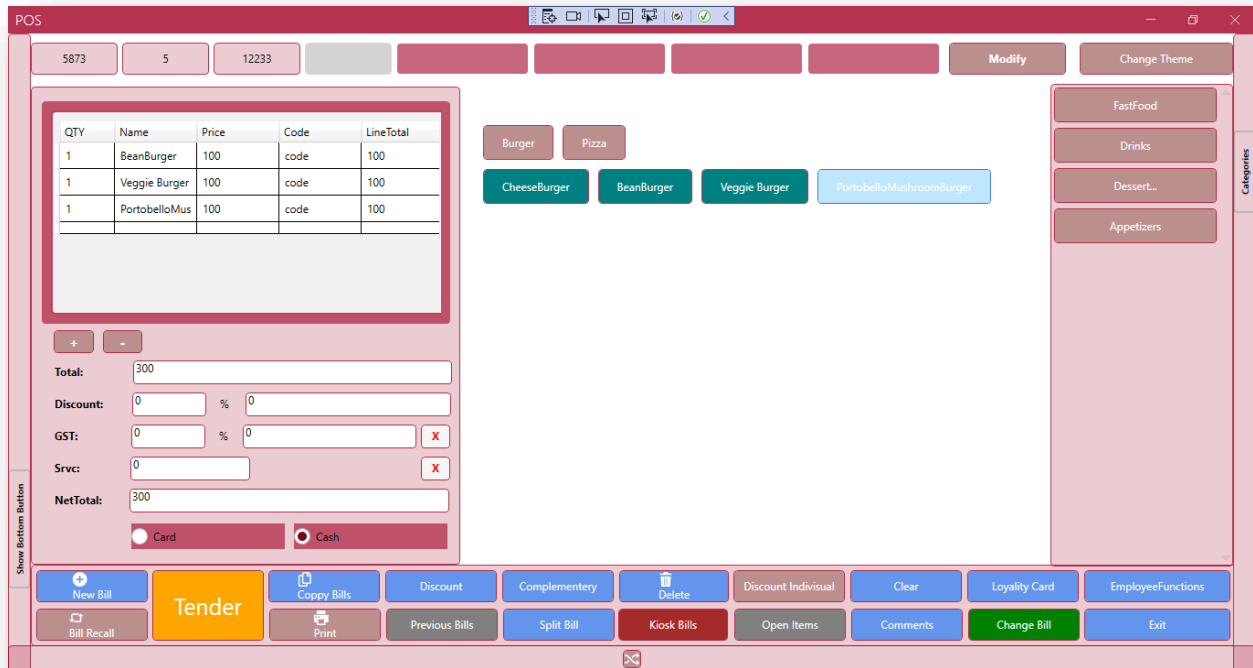 POS
5873 5 12233 Modify Change Theme
QTY Name Price Code LineTotal
1 BeanBurger 100 code 100
1 Veggie Burger 100 code 100
1 PortobelloMus 100 code 100
+ -
Total: 300
Discount: 0 % 0
GST: 0 % 0 X
Srvc: 0 X
NetTotal: 300
Card Cash
Burger Pizza
CheeseBurger BeanBurger Veggie Burger PortobelloMushroomBurger
FastFood
Drinks
Dessert...
Appetizers
Categories
Show Bottom Button
New Bill Tender Coppy Bills Discount Complementery Delete Discount Indivisual Clear Loyality Card EmployeeFunctions
Bill Recall Print Previous Bills Split Bill Kiosk Bills Open Items Comments Change Bill Exit